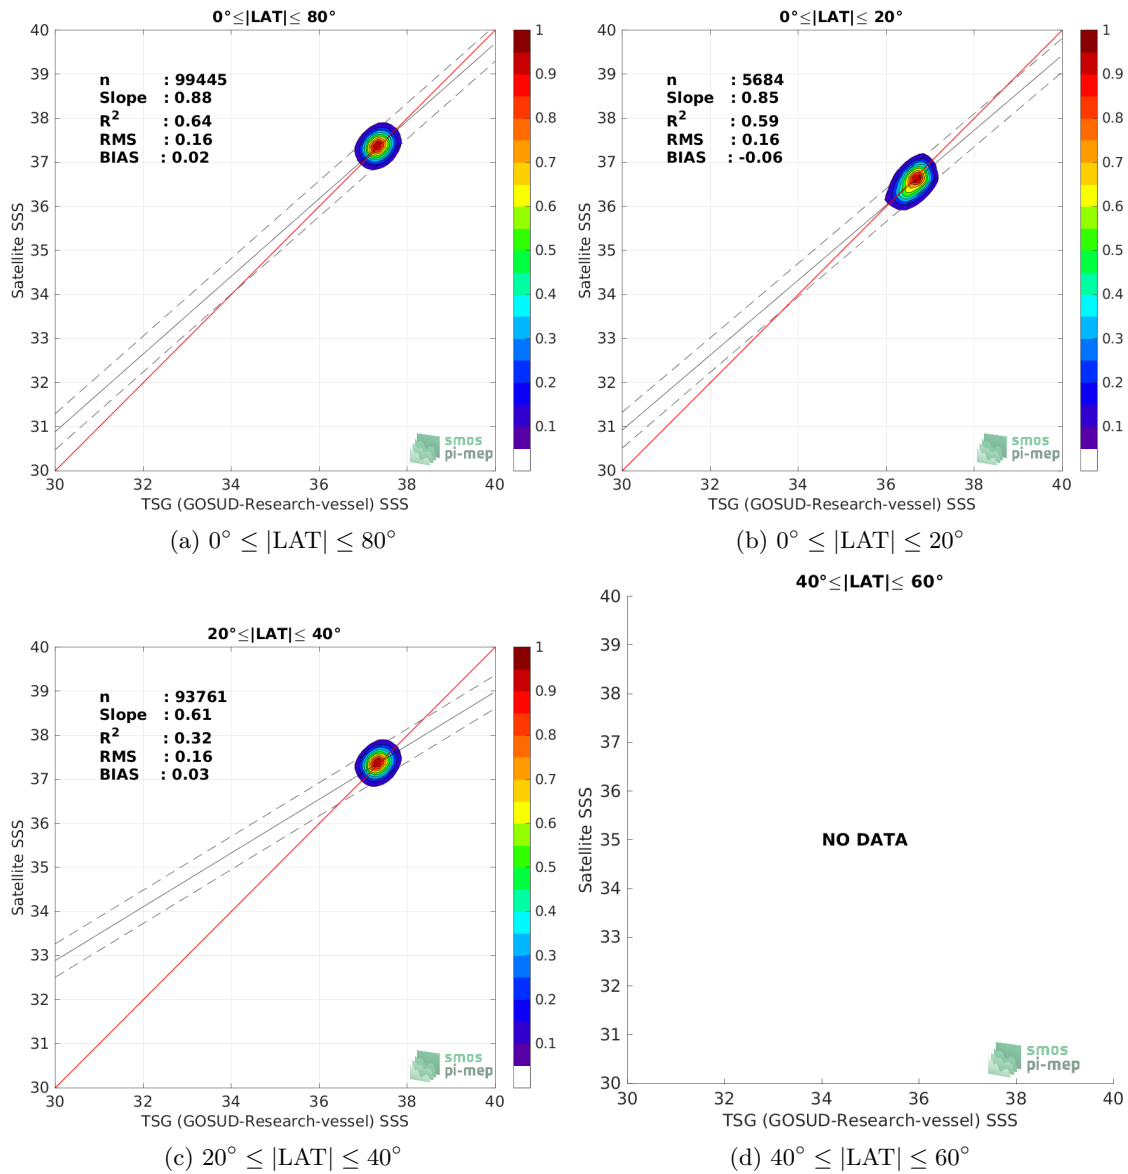 0°≤|LAT|≤ 80°
n : 99445
Slope : 0.88
R² : 0.64
RMS : 0.16
BIAS : 0.02
40
39
38
37
36
35
34
33
32
31
30
30 32 34 36 38 40
Satellite SSS
TSG (GOSUD-Research-vessel) SSS
1
0.9
0.8
0.7
0.6
0.5
0.4
0.3
0.2
0.1
smos
pi-mep
(a) 0° ≤ |LAT| ≤ 80°
0°≤|LAT|≤ 20°
n : 5684
Slope : 0.85
R² : 0.59
RMS : 0.16
BIAS : -0.06
40
39
38
37
36
35
34
33
32
31
30
30 32 34 36 38 40
Satellite SSS
TSG (GOSUD-Research-vessel) SSS
1
0.9
0.8
0.7
0.6
0.5
0.4
0.3
0.2
0.1
smos
pi-mep
(b) 0° ≤ |LAT| ≤ 20°
20°≤|LAT|≤ 40°
n : 93761
Slope : 0.61
R² : 0.32
RMS : 0.16
BIAS : 0.03
40
39
38
37
36
35
34
33
32
31
30
30 32 34 36 38 40
Satellite SSS
TSG (GOSUD-Research-vessel) SSS
1
0.9
0.8
0.7
0.6
0.5
0.4
0.3
0.2
0.1
smos
pi-mep
(c) 20° ≤ |LAT| ≤ 40°
40°≤|LAT|≤ 60°
40
39
38
37
36
35
34
33
32
31
30
NO DATA
30 32 34 36 38 40
Satellite SSS
TSG (GOSUD-Research-vessel) SSS
smos
pi-mep
(d) 40° ≤ |LAT| ≤ 60°